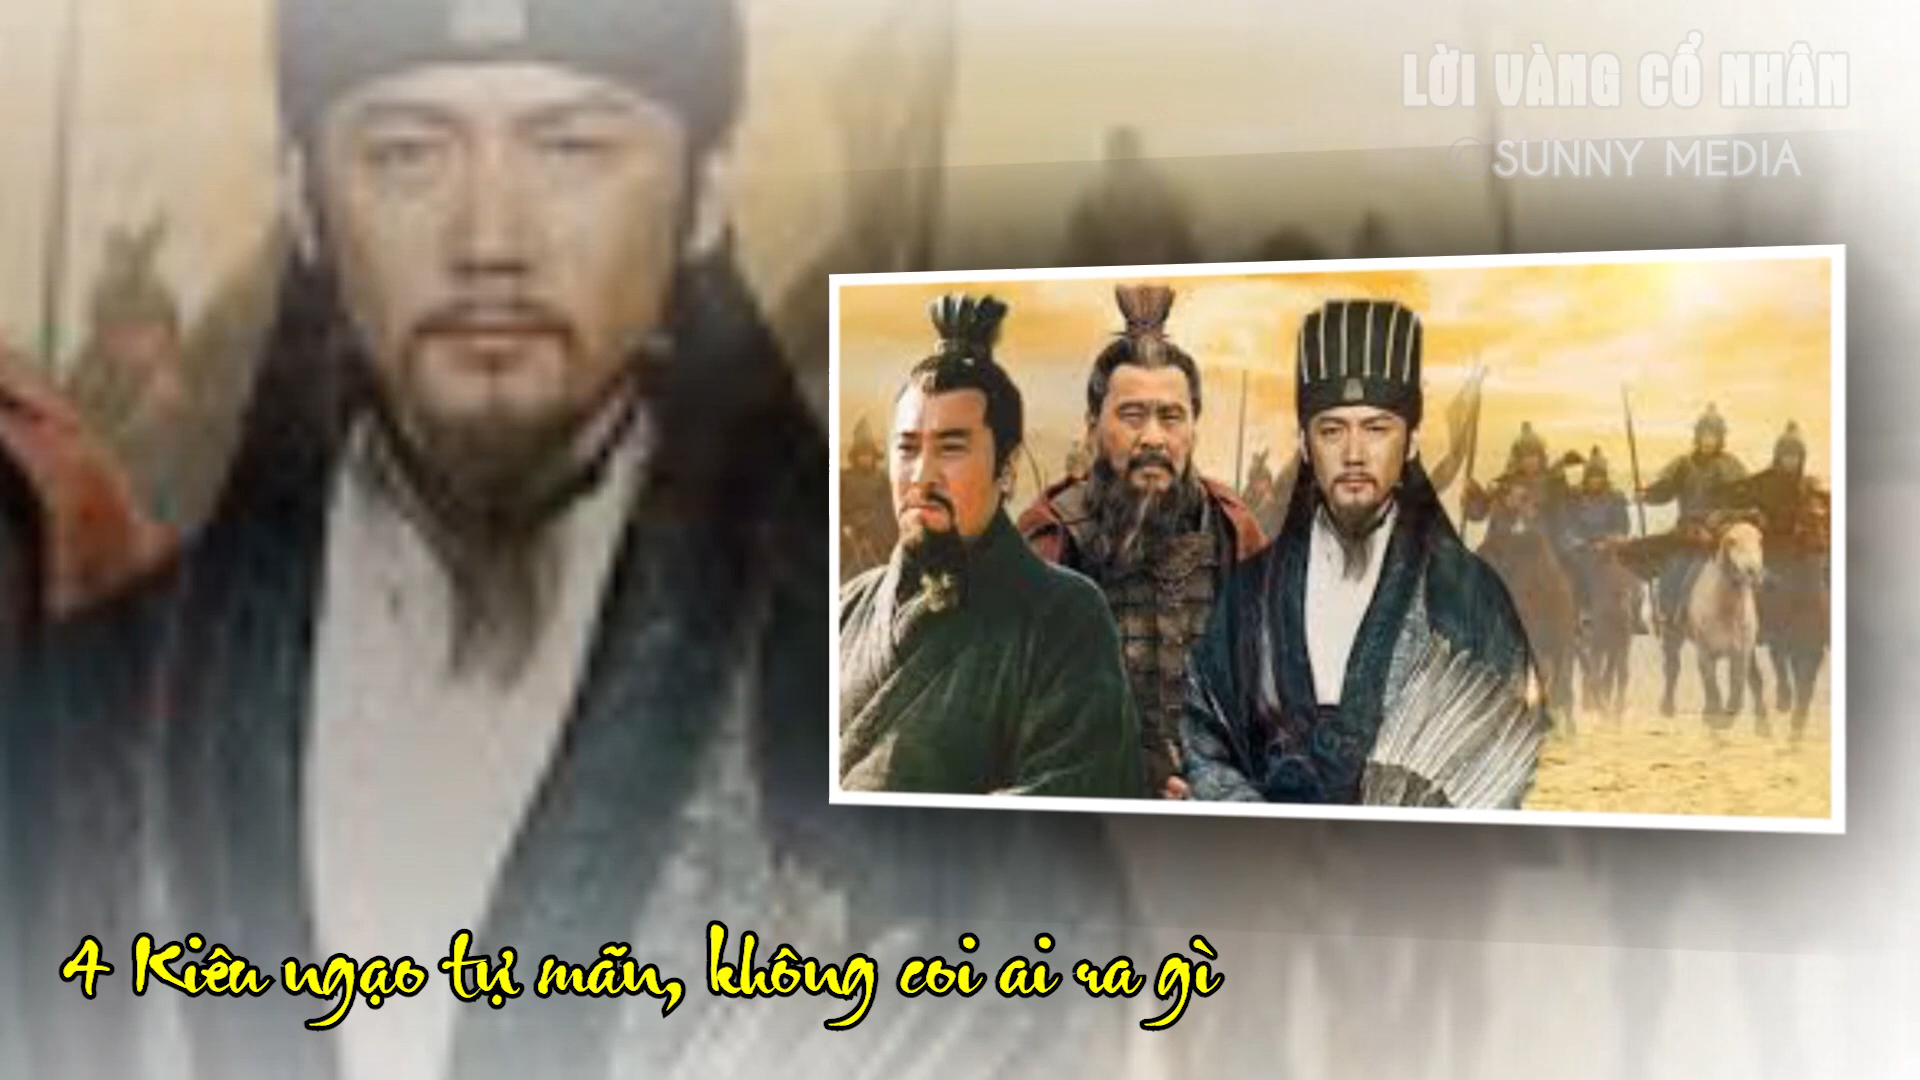 LỜI VÀNG CỔ NHÂN
© SUNNY MEDIA
4 Kiêu ngạo tự mãn, không coi ai ra gì